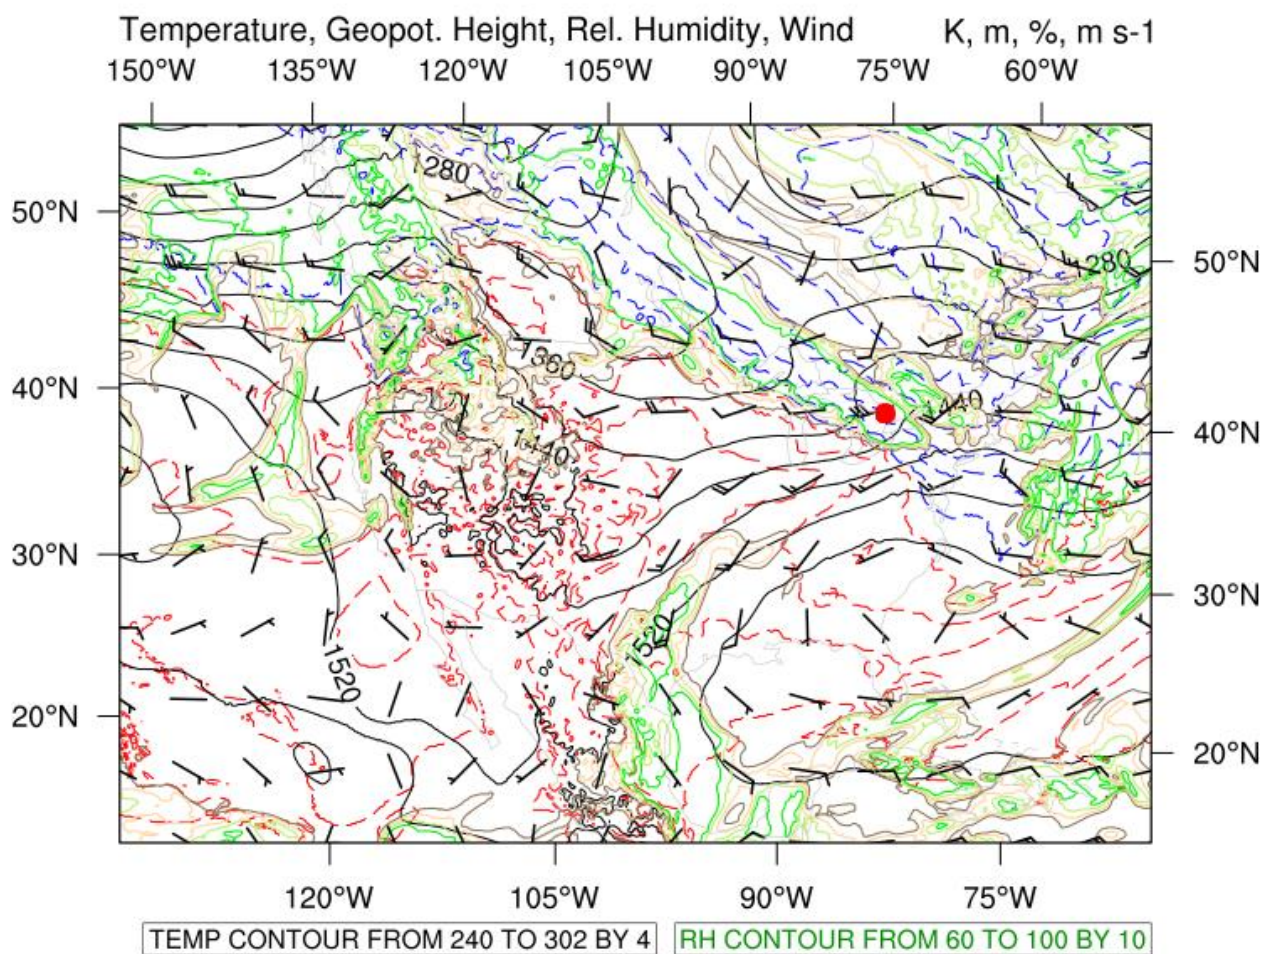 Temperature, Geopot. Height, Rel. Humidity, Wind K, m, %, m s-1
150°W 135°W 120°W 105°W 90°W 75°W 60°W
1280
50°N
280 50°N
1360
40°N
1440
1440 40°N
30°N
30°N
1520
1520
20°N
20°N
120°W 105°W 90°W 75°W
TEMP CONTOUR FROM 240 TO 302 BY 4 RH CONTOUR FROM 60 TO 100 BY 10